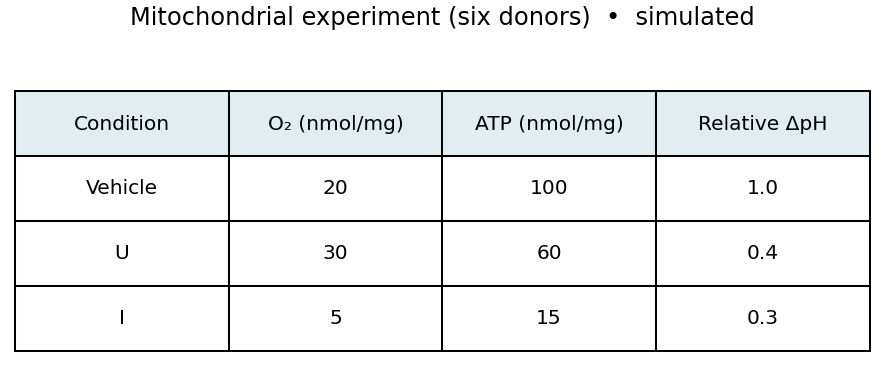 Mitochondrial experiment (six donors) • simulated
Condition O₂ (nmol/mg) ATP (nmol/mg) Relative ΔpH
Vehicle 20 100 1.0
U 30 60 0.4
I 5 15 0.3